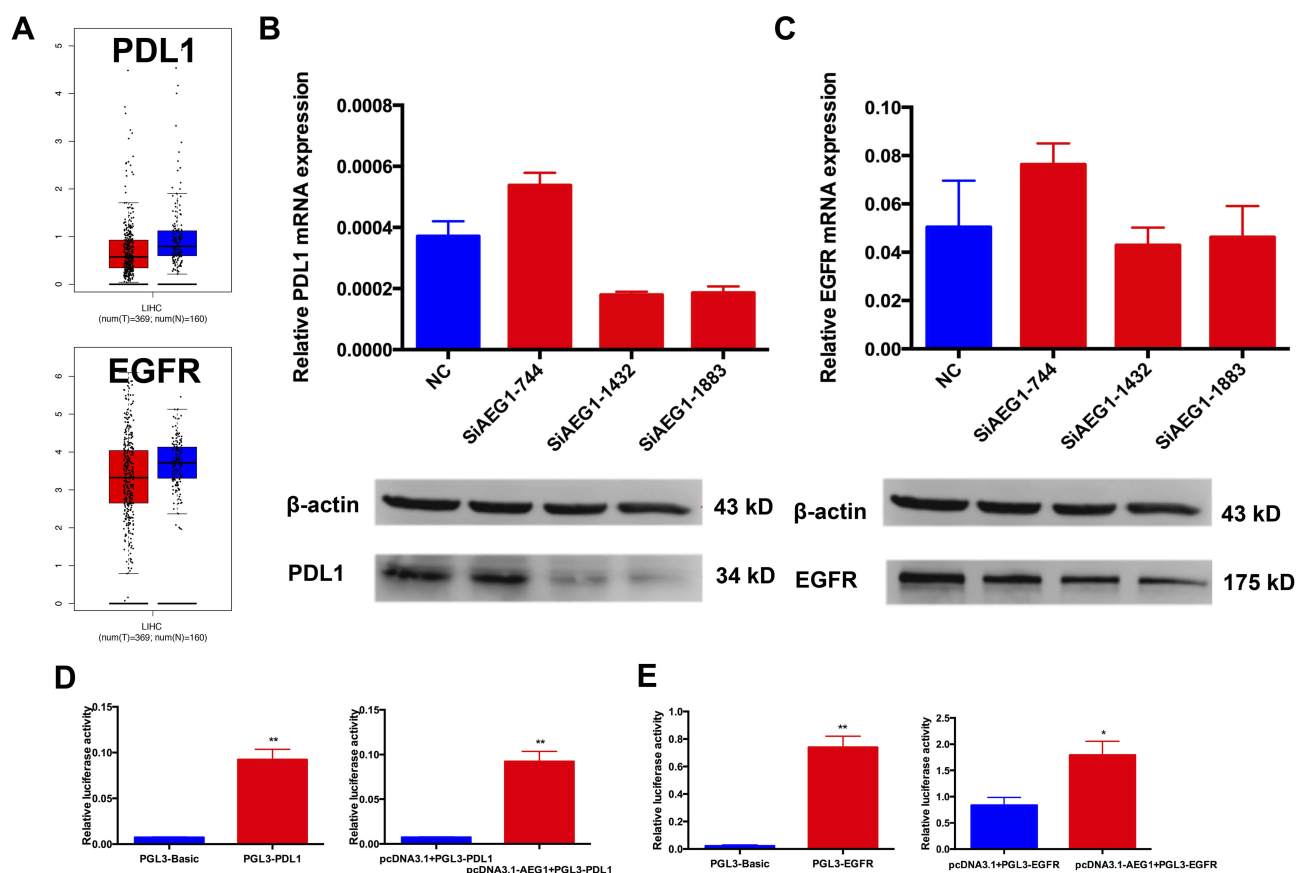 A
PDL1
5
4
3
2
1
0
LIHC
(num(T)=369; num(N)=160)
EGFR
6
5
4
3
2
1
0
LIHC
(num(T)=369; num(N)=160)
B
Relative PDL1 mRNA expression
0.0008
0.0006
0.0004
0.0002
0.0000
NC
SiAEG1-744
SiAEG1-1432
SiAEG1-1883
β-actin
43 kD
PDL1
34 kD
C
Relative EGFR mRNA expression
0.10
0.08
0.06
0.04
0.02
0.00
NC
SiAEG1-744
SiAEG1-1432
SiAEG1-1883
β-actin
43 kD
EGFR
175 kD
D
Relative luciferase activity
0.15
0.10
0.05
0.00
**
PGL3-Basic
PGL3-PDL1
Relative luciferase activity
0.15
0.10
0.05
0.00
**
pcDNA3.1+PGL3-PDL1
pcDNA3.1-AEG1+PGL3-PDL1
E
Relative luciferase activity
1.0
0.8
0.6
0.4
0.2
0.0
**
PGL3-Basic
PGL3-EGFR
Relative luciferase activity
2.5
2.0
1.5
1.0
0.5
0.0
*
pcDNA3.1+PGL3-EGFR
pcDNA3.1-AEG1+PGL3-EGFR